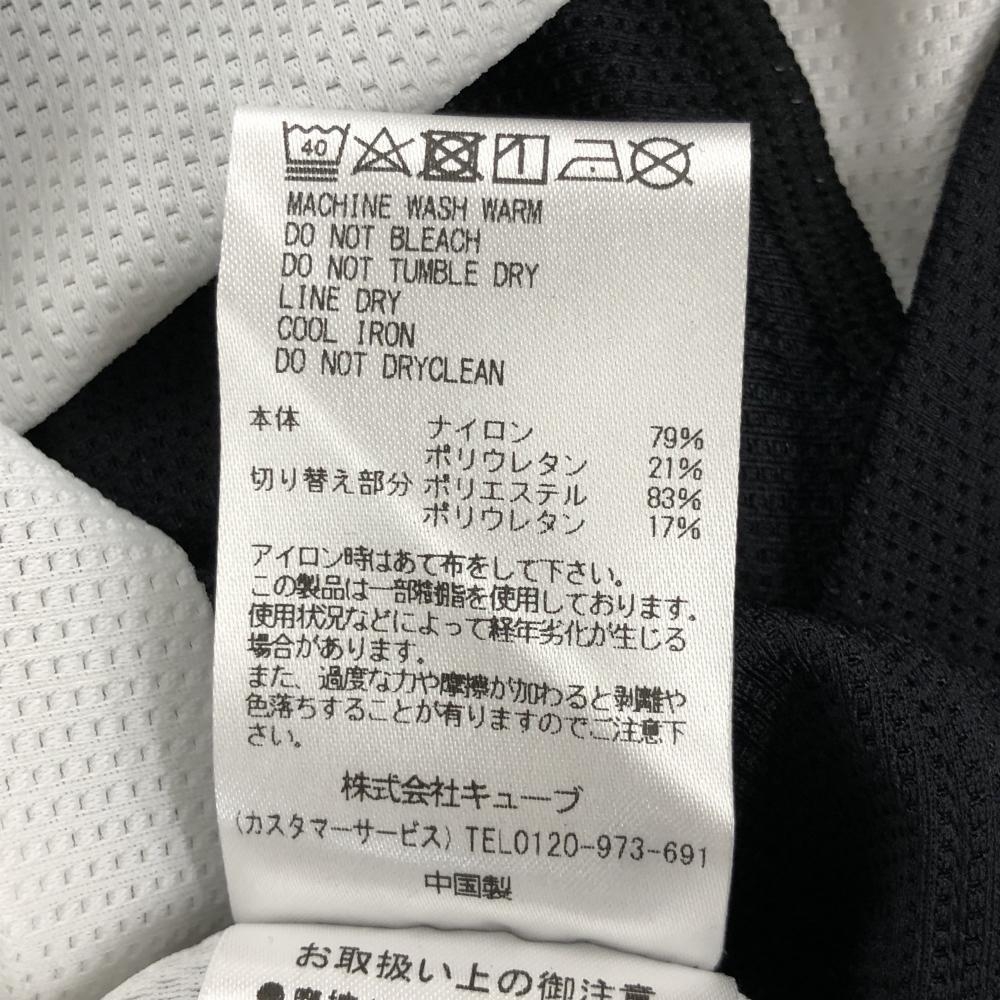 40
MACHINE WASH WARM
DO NOT BLEACH
DO NOT TUMBLE DRY
LINE DRY
COOL IRON
DO NOT DRYCLEAN
本体 ナイロン 79%
ポリウレタン 21%
切り替え部分 ポリエステル 83%
ポリウレタン 17%
アイロン時はあて布をして下さい。
この製品は一部樹脂を使用しております。
使用状況などによって経年劣化が生じる
場合があります。
また、過度な力や摩擦が加わると剥離や
色落ちすることが有りますのでご注意下
さい。
株式会社キューブ
(カスタマーサービス) TEL0120-973-691
中国製
お取扱い上の御注意